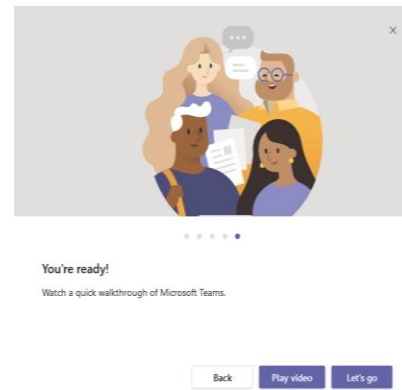 You're ready!
Watch a quick walkthrough of Microsoft Teams.
Back
Play video
Let's go